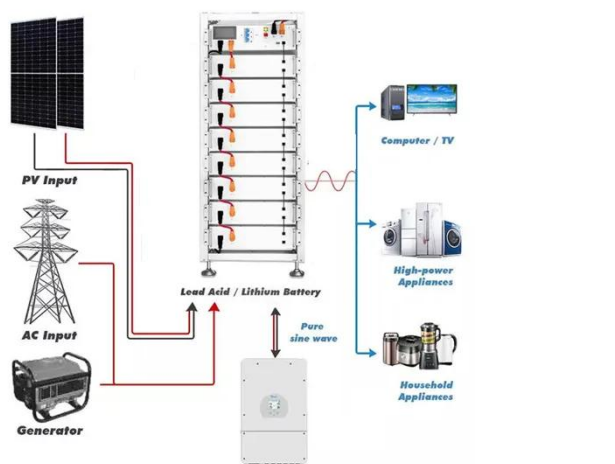 PV Input
AC Input
Generator
Lead Acid / Lithium Battery
Pure
sine wave
Computer / TV
High-power
Appliances
Household
Appliances